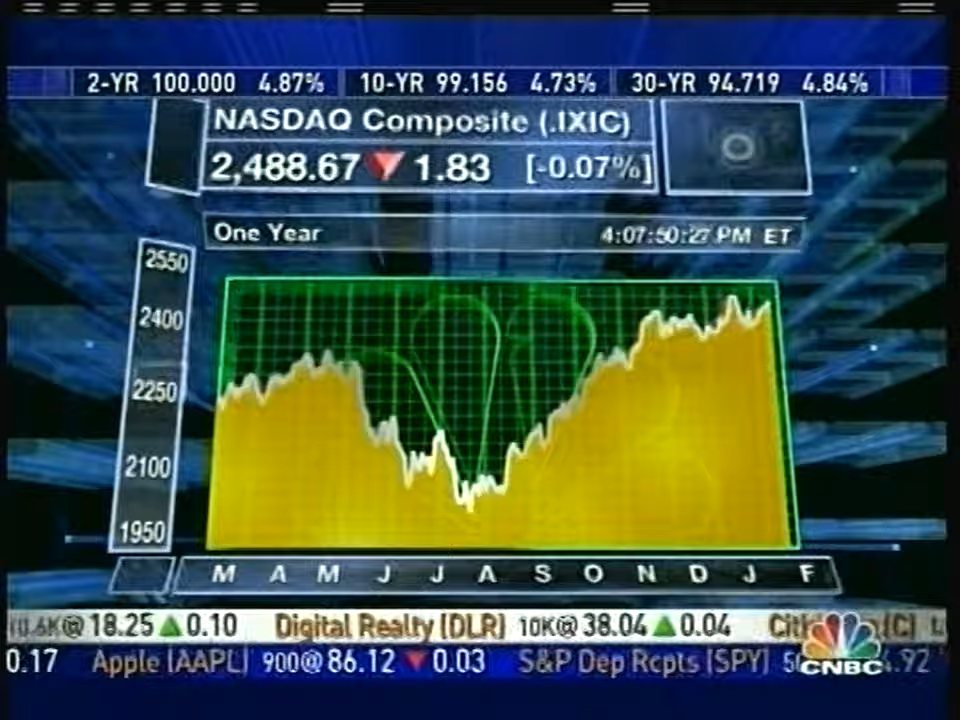 2-YR 100.000 4.87% 10-YR 99.156 4.73% 30-YR 94.719 4.84%
NASDAQ Composite (.IXIC)
2,488.67 ▼ 1.83 [-0.07%]
One Year 4:07:50:27 PM ET
2550
2400
2250
2100
1950
M A M J J A S O N D J F
@ 18.25 ▲ 0.10 Digital Realty (DLR) 10K@ 38.04 ▲ 0.04 (C)
0.17 Apple (AAPL) 900@ 86.12 ▼ 0.03 S&P Dep Rcpts (SPY) .92
CNBC